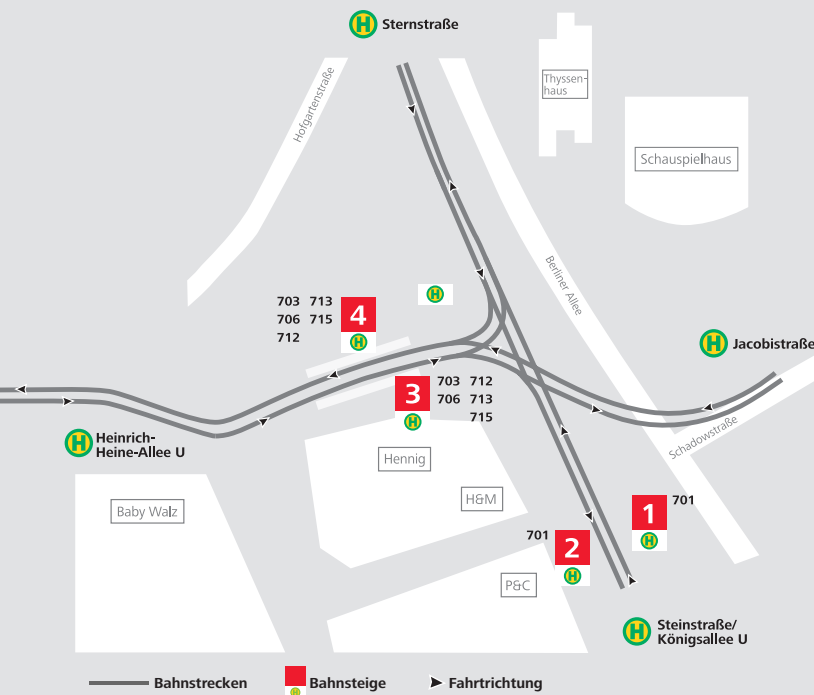 H Sternstraße
Hofgartenstraße
Thyssen-
haus
Schauspielhaus
Berliner Allee
H
703 713
706 715
712
4
H
H Jacobistraße
3
H
703 712
706 713
715
H Heinrich-
Heine-Allee U
Schadowstraße
Hennig
H&M
Baby Walz
701
1
H
701
2
H
P&C
H Steinstraße/
Königsallee U
Bahnstrecken
H
Bahnsteige
Fahrtrichtung